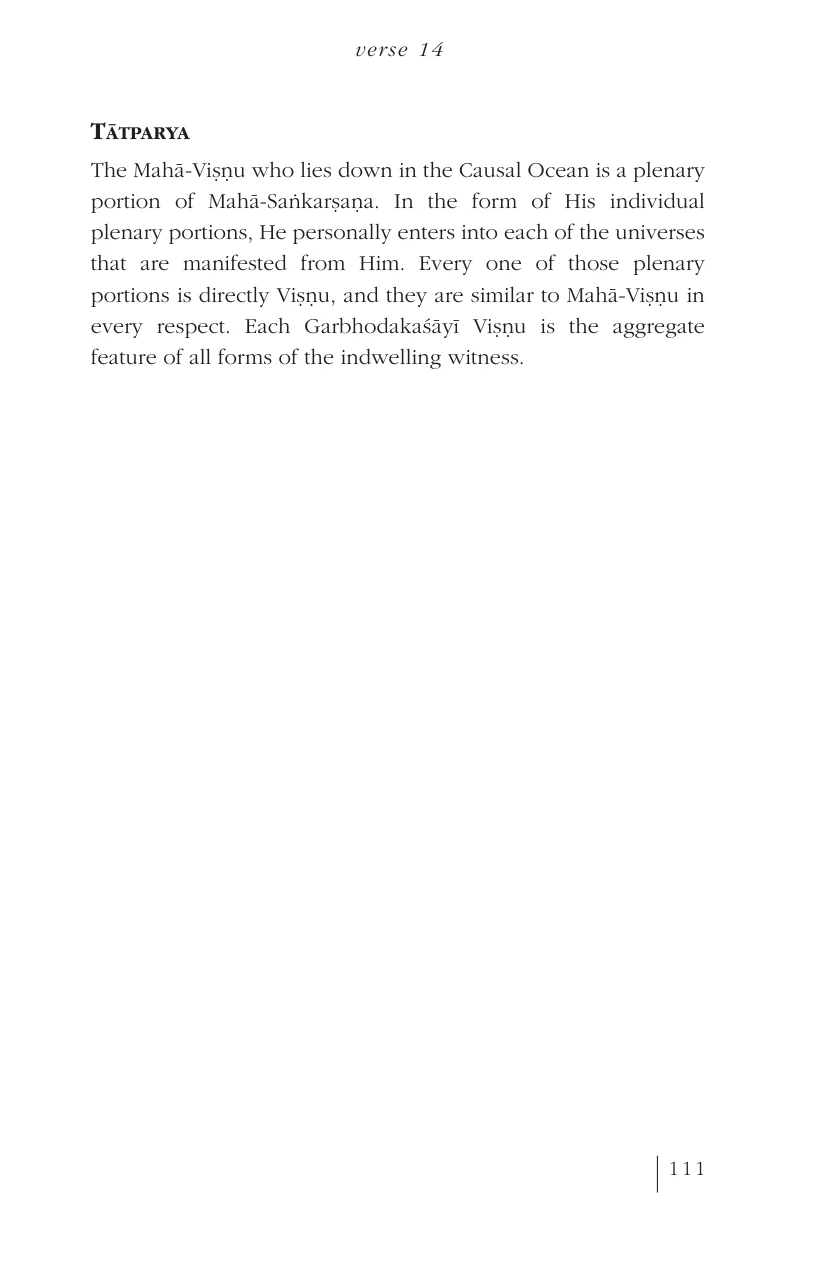 verse 14
TĀTPARYA
The Mahā-Viṣṇu who lies down in the Causal Ocean is a plenary
portion of Mahā-Saṅkarṣaṇa. In the form of His individual
plenary portions, He personally enters into each of the universes
that are manifested from Him. Every one of those plenary
portions is directly Viṣṇu, and they are similar to Mahā-Viṣṇu in
every respect. Each Garbhodakaśāyī Viṣṇu is the aggregate
feature of all forms of the indwelling witness.
111